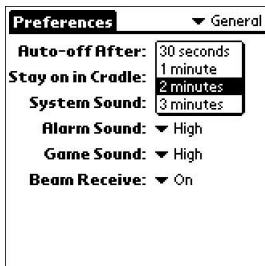 Preferences General
Auto-off After: 30 seconds
1 minute
Stay on in Cradle:
2 minutes
System Sound: 3 minutes
Alarm Sound: High
Game Sound: High
Beam Receive: On